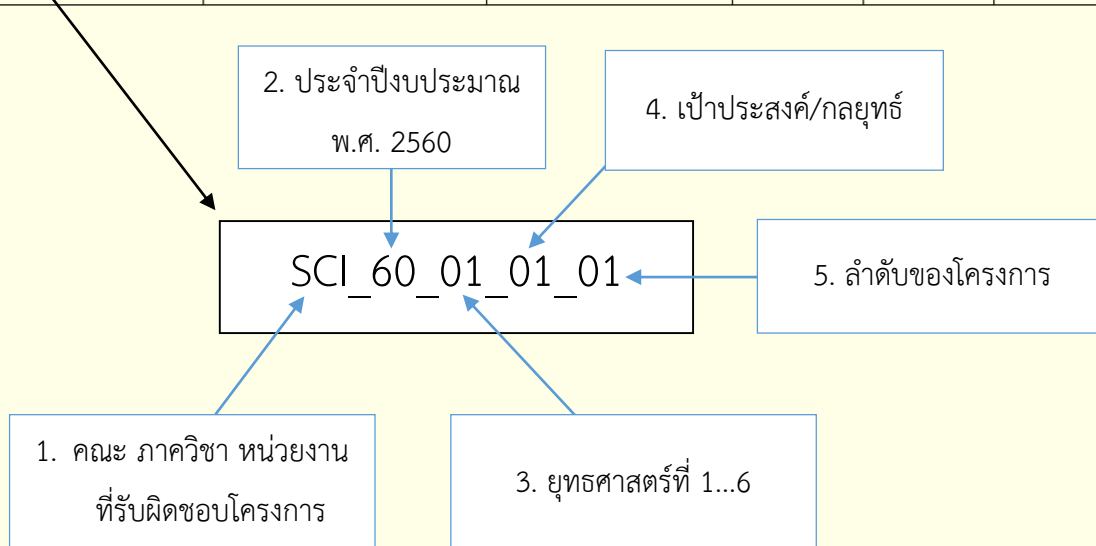 2. ประจำปีงบประมาณ
พ.ศ. 2560
4. เป้าประสงค์/กลยุทธ์
SCI_60_01_01_01
5. ลำดับของโครงการ
1. คณะ ภาควิชา หน่วยงาน
ที่รับผิดชอบโครงการ
3. ยุทธศาสตร์ที่ 1...6